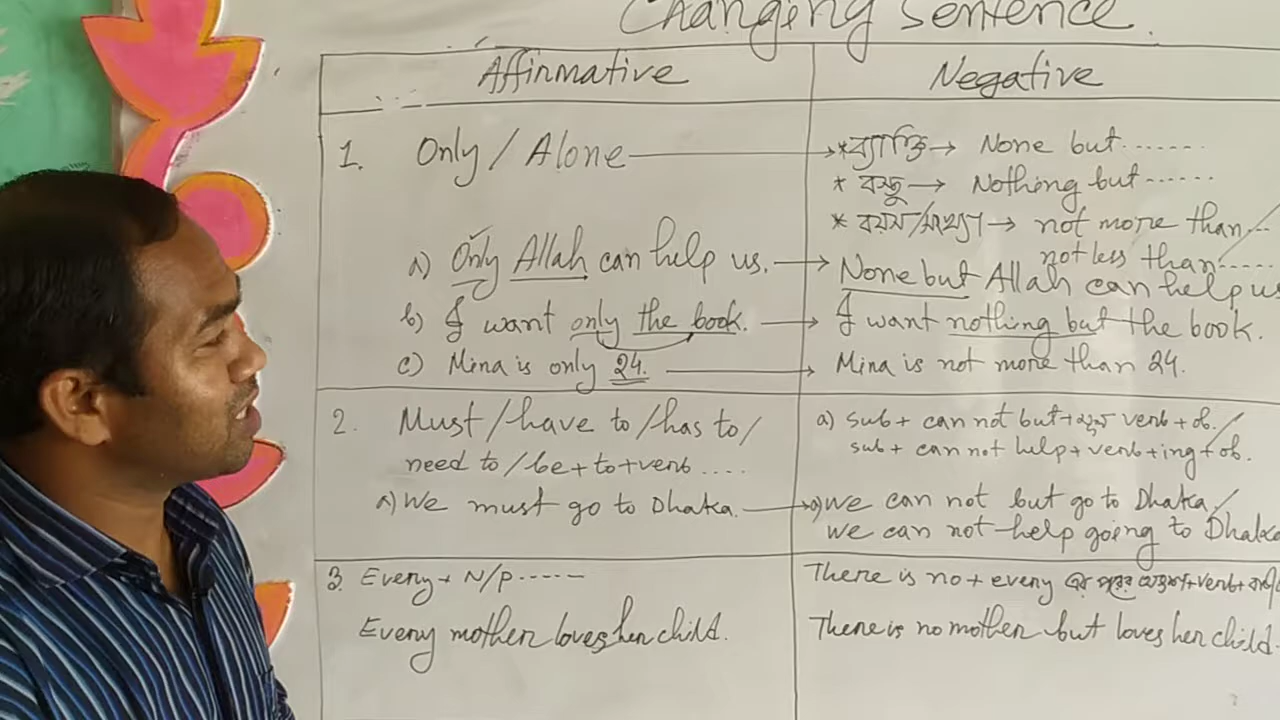 Changing Sentence.
Affirmative
Negative
1. Only / Alone
* ব্যাক্তি → None but.......
* বস্তু → Nothing but......
* বয়স/সংখ্যা → not more than...
not less than.....
a) Only Allah can help us. →
None but Allah can help us
b) I want only the book. →
I want nothing but the book.
c) Mina is only 24. →
Mina is not more than 24.
2. Must / have to / has to /
need to / be + to + verb ....
a) sub + cannot but + মূল verb + ob. /
sub + can not help + verb + ing + ob.
a) We must go to Dhaka. →
a) We can not but go to Dhaka /
we can not help going to Dhaka
3. Every + N/P......
There is no + every এর পরের + verb +
Every mother loves her child.
There is no mother but loves her child.